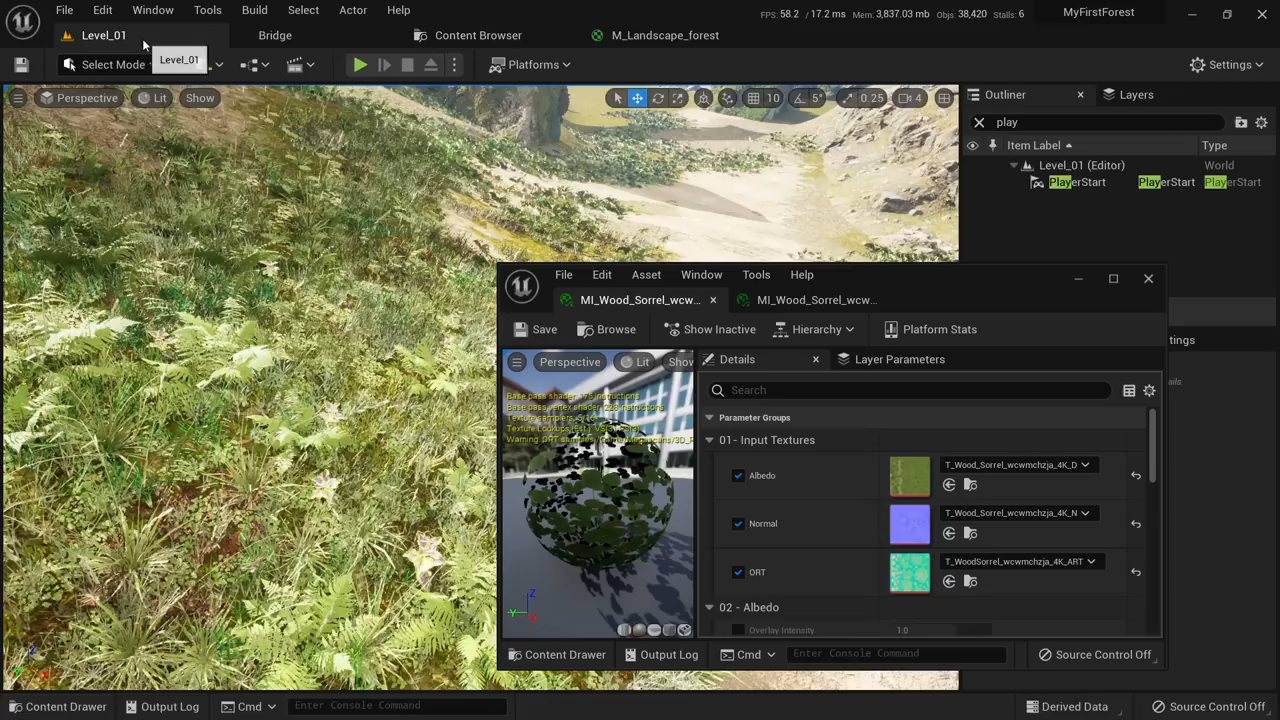 File Edit Window Tools Build Select Actor Help
FPS: 58.2 / 17.2 ms Mem: 3,837.03 mb Objs: 38,420 Stalls: 6
MyFirstForest
Level_01
Bridge
Content Browser
M_Landscape_forest
Select Mode
Level_01
Platforms
Settings
Perspective
Lit
Show
10
5°
0.25
4
Outliner
Layers
play
Item Label
Type
Level_01 (Editor)
World
PlayerStart
PlayerStart
PlayerStart
File Edit Asset Window Tools Help
MI_Wood_Sorrel_wcw...
MI_Wood_Sorrel_wcw...
Save
Browse
Show Inactive
Hierarchy
Platform Stats
tings
Perspective
Lit
Show
Details
Layer Parameters
Search
Parameter Groups
01- Input Textures
Albedo
T_Wood_Sorrel_wcwmchzja_4K_D
Normal
T_Wood_Sorrel_wcwmchzja_4K_N
ORT
T_WoodSorrel_wcwmchzja_4K_ART
02 - Albedo
Overlay Intensity
1.0
Z
Y
Content Drawer
Output Log
Cmd
Enter Console Command
Source Control Off
Content Drawer
Output Log
Cmd
Enter Console Command
Derived Data
Source Control Off